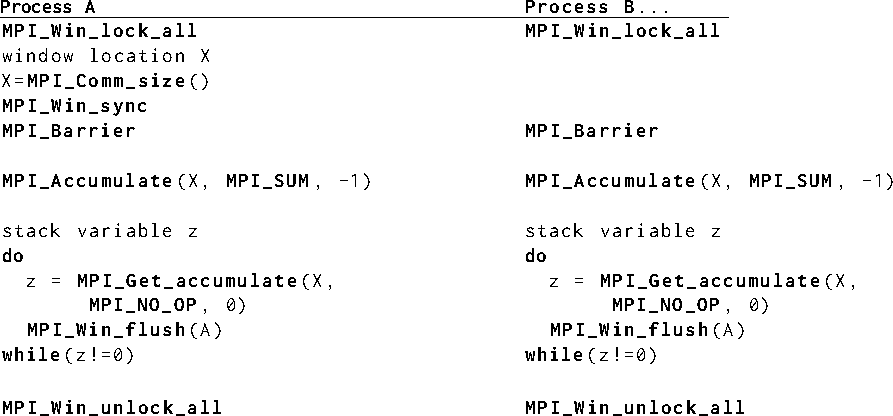 Process A Process B...
MPI_Win_lock_all MPI_Win_lock_all
window location X
X=MPI_Comm_size()
MPI_Win_sync
MPI_Barrier MPI_Barrier
MPI_Accumulate(X, MPI_SUM, -1) MPI_Accumulate(X, MPI_SUM, -1)
stack variable z stack variable z
do do
z = MPI_Get_accumulate(X, z = MPI_Get_accumulate(X,
MPI_NO_OP, 0) MPI_NO_OP, 0)
MPI_Win_flush(A) MPI_Win_flush(A)
while(z!=0) while(z!=0)
MPI_Win_unlock_all MPI_Win_unlock_all